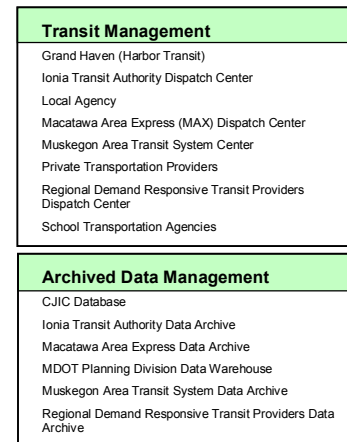 Transit Management
Grand Haven (Harbor Transit)
Ionia Transit Authority Dispatch Center
Local Agency
Macatawa Area Express (MAX) Dispatch Center
Muskegon Area Transit System Center
Private Transportation Providers
Regional Demand Responsive Transit Providers
Dispatch Center
School Transportation Agencies
Archived Data Management
CJIC Database
Ionia Transit Authority Data Archive
Macatawa Area Express Data Archive
MDOT Planning Division Data Warehouse
Muskegon Area Transit System Data Archive
Regional Demand Responsive Transit Providers Data
Archive